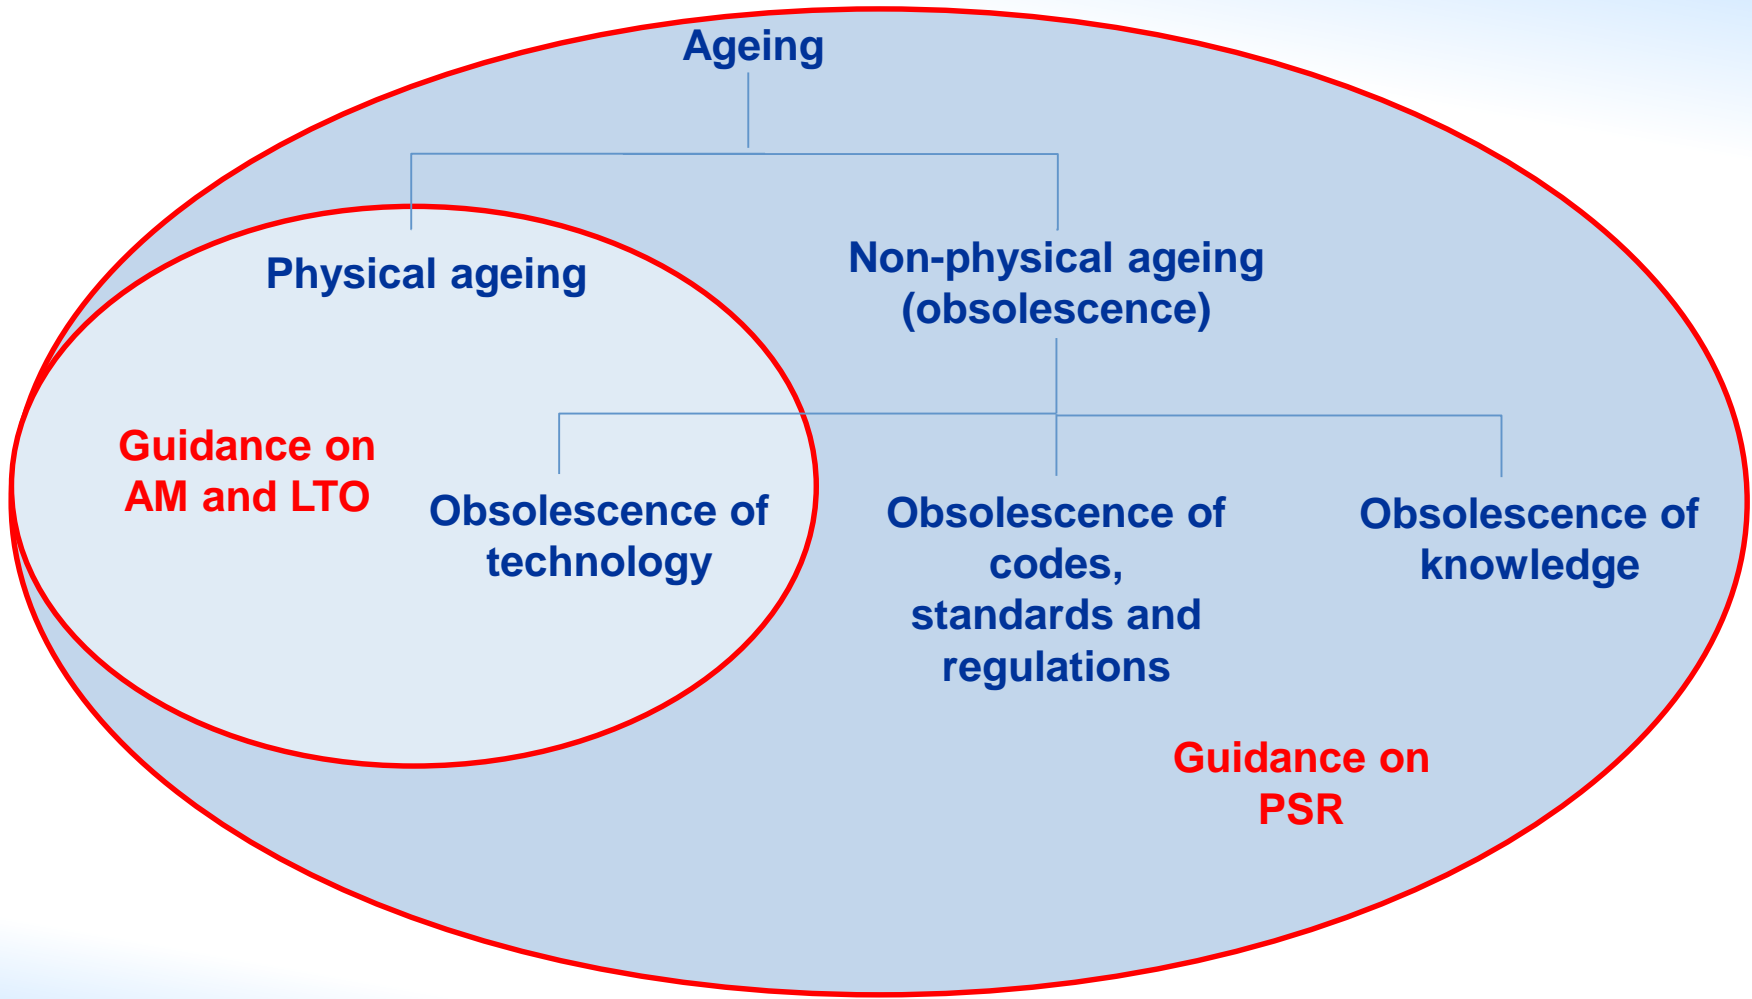 Ageing
Physical ageing
Non-physical ageing
(obsolescence)
Guidance on
AM and LTO
Obsolescence of
technology
Obsolescence of
codes,
standards and
regulations
Obsolescence of
knowledge
Guidance on
PSR